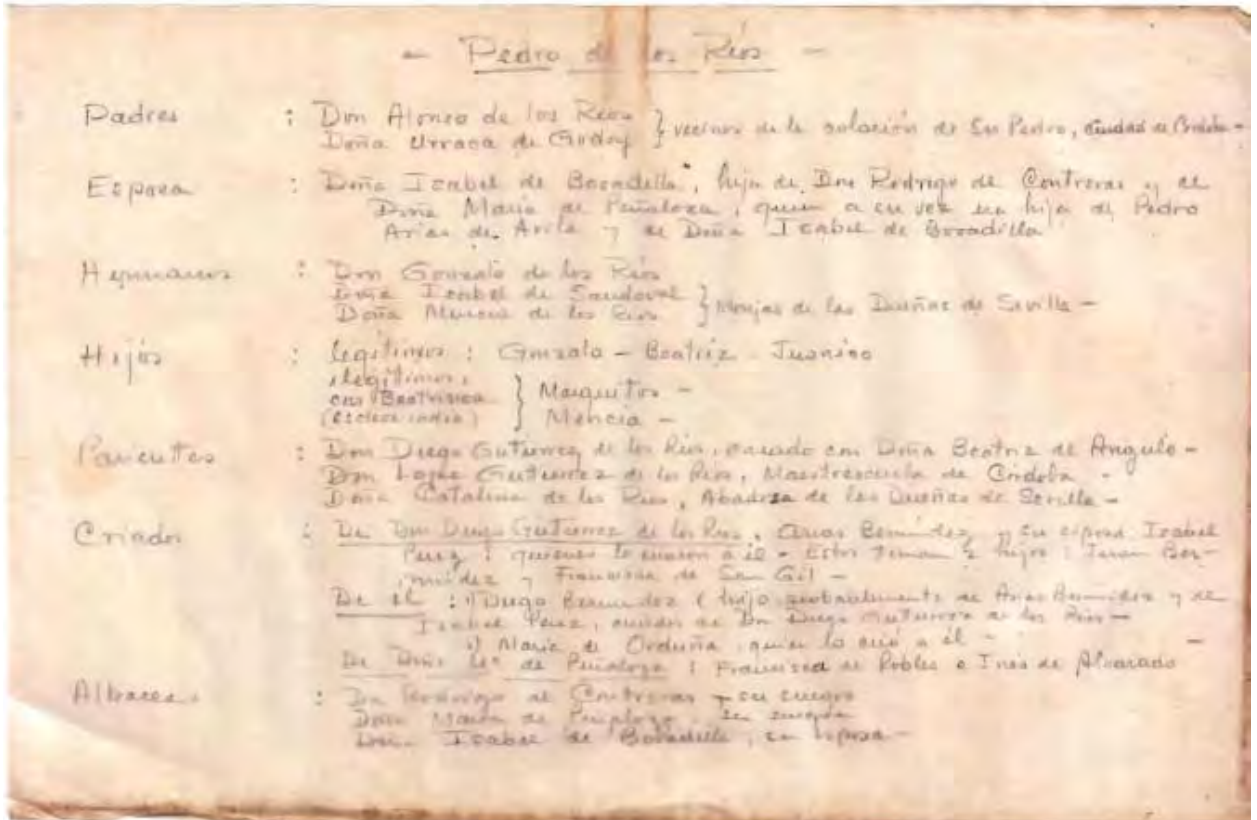 - Pedro de los Ríos -
Padres : Don Alonso de los Ríos
Doña Urraca de Godoy } vecinos de la colación de Sn Pedro, ciudad de Córdoba -
Esposa : Doña Isabel de Bobadilla, hija de Don Rodrigo de Contreras y de
Doña María de Peñaloza, quien a su vez era hija de Pedro
Arias de Avila y de Doña Isabel de Bobadilla
Hermanos : Don Gonzalo de los Ríos
Doña Isabel de Sandoval
Doña Mencía de los Ríos } Monjas de las Dueñas de Sevilla -
Hijos : legítimos : Gonzalo - Beatriz - Juanico
ilegítimos,
con Beatricica
(esclava india) } Marquitos -
Mencía -
Parientes : Don Diego Gutiérrez de los Ríos, casado con Doña Beatriz de Angulo -
Don Lope Gutierrez de los Ríos, Maestrescuela de Córdoba -
Doña Catalina de los Ríos, Abadesa de las Dueñas de Sevilla -
Criados : De Don Diego Gutiérrez de los Ríos, Arias Bermúdez y su esposa Isabel
Pérez ; quienes lo criaron a él - Estos tenían 2 hijos : Juan Ber-
múdez y Francisca de San Gil -
De él : Diego Bermúdez (hijo probablemente de Arias Bermúdez y de
Isabel Pérez, criados de Dn Diego Gutiérrez de los Ríos -
María de Orduña, quien lo crió a él -
De Doña Ma de Peñaloza : Francisca de Robles e Inés de Alvarado
Albaceas : Dn Rodrigo de Contreras - su suegro
Doña María de Peñaloza - su suegra
Doña Isabel de Bobadilla, su esposa -